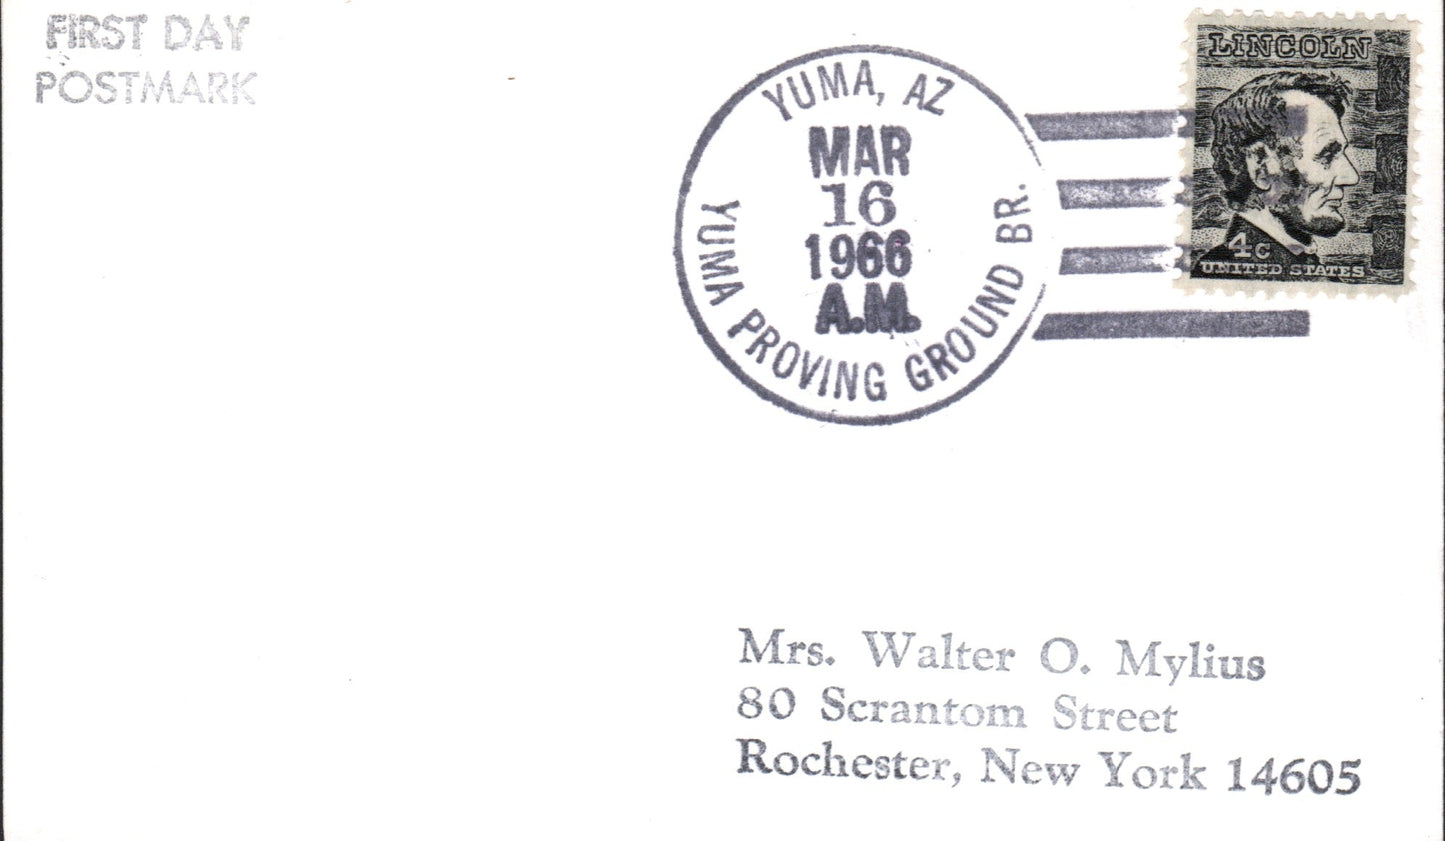 FIRST DAY
POSTMARK
YUMA, AZ
MAR
16
1966
A.M.
YUMA PROVING GROUND BR.
LINCOLN
4c
UNITED STATES
Mrs. Walter O. Mylius
80 Scrantom Street
Rochester, New York 14605